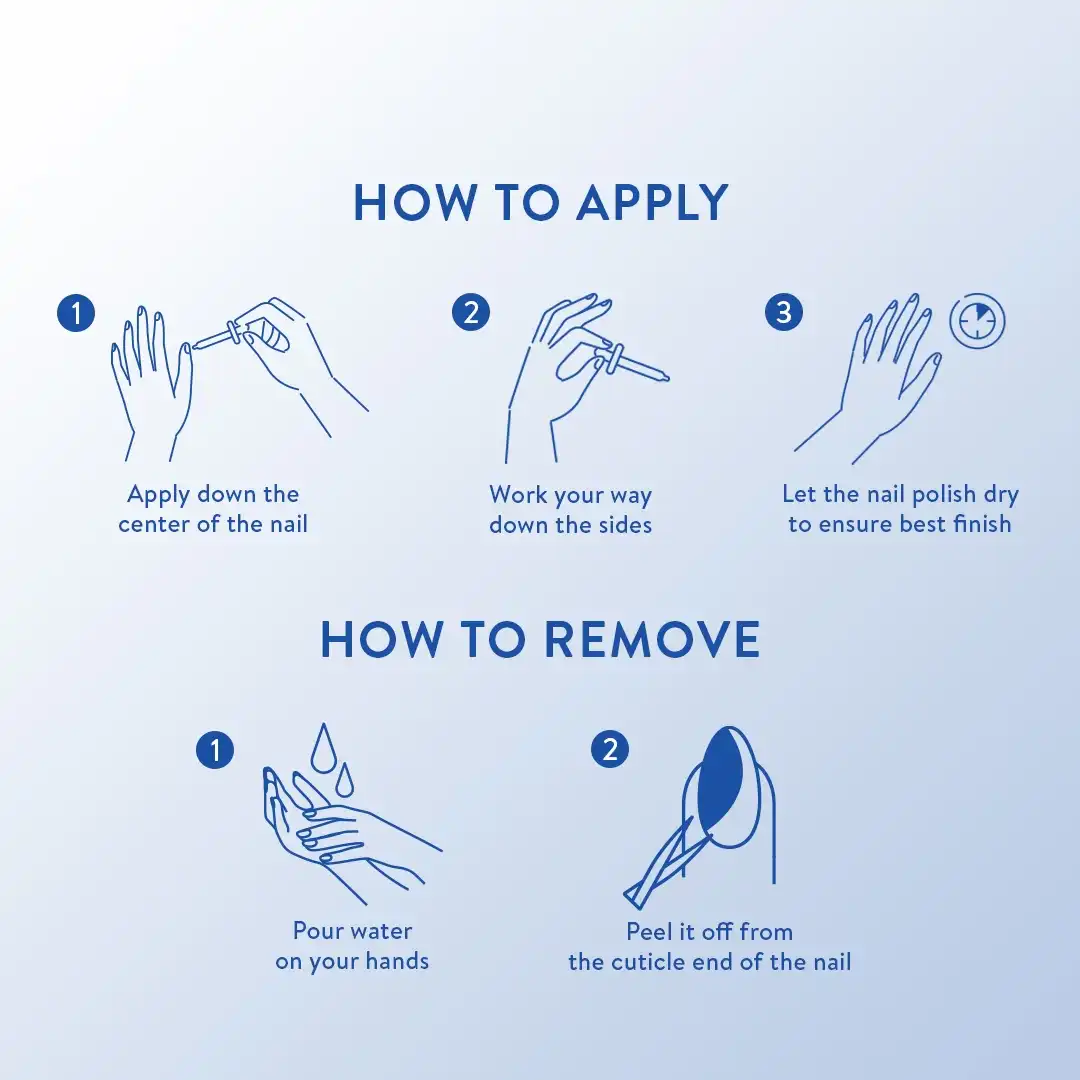 HOW TO APPLY
1
Apply down the
center of the nail
2
Work your way
down the sides
3
Let the nail polish dry
to ensure best finish
HOW TO REMOVE
1
Pour water
on your hands
2
Peel it off from
the cuticle end of the nail